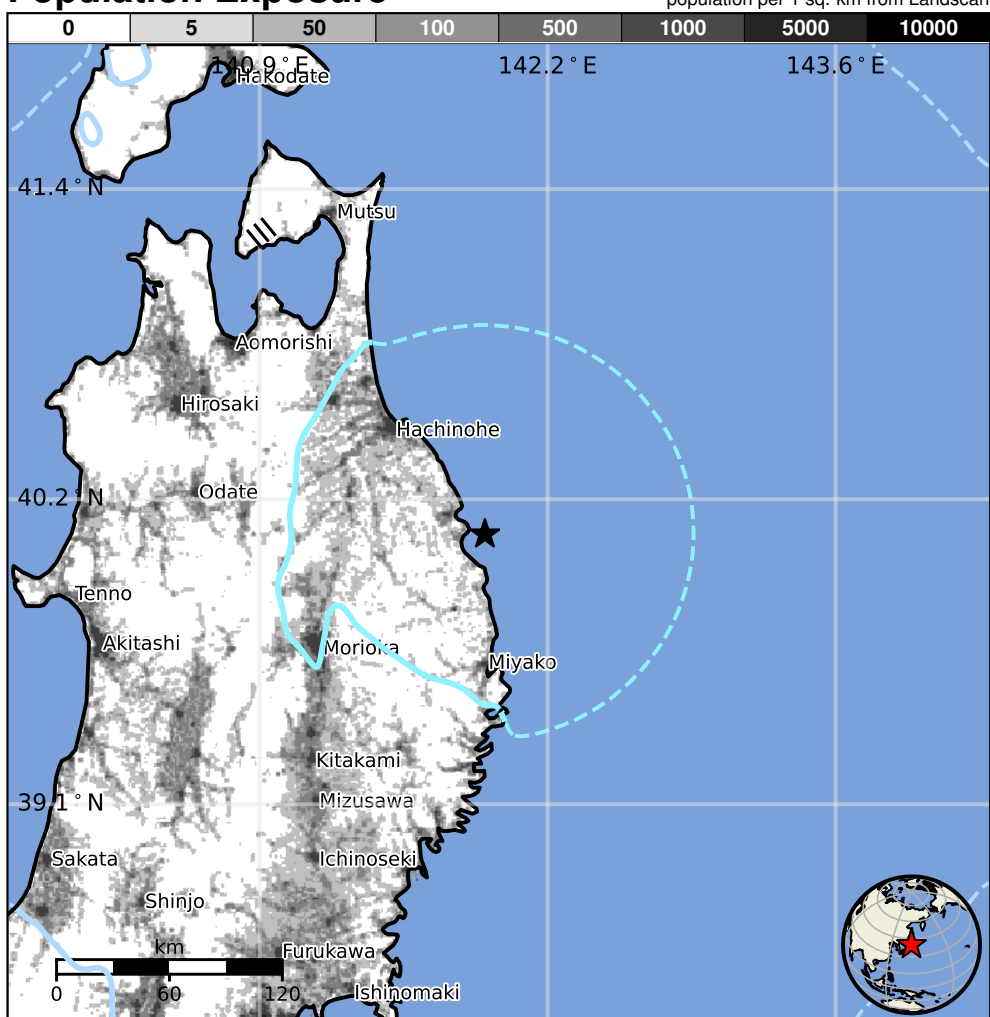 Population Exposure
population per 1 sq. km from Landscan
0 5 50 100 500 1000 5000 10000
140.9°E 142.2°E 143.6°E
Hakodate
41.4°N
Mutsu
Aomorishi
Hirosaki
Hachinohe
Odate
40.2°N
Tenno
Akitashi
Morioka
Miyako
Kitakami
Mizusawa
39.1°N
Sakata
Ichinoseki
Shinjo
Furukawa
km
0 60 120
Ishinomaki